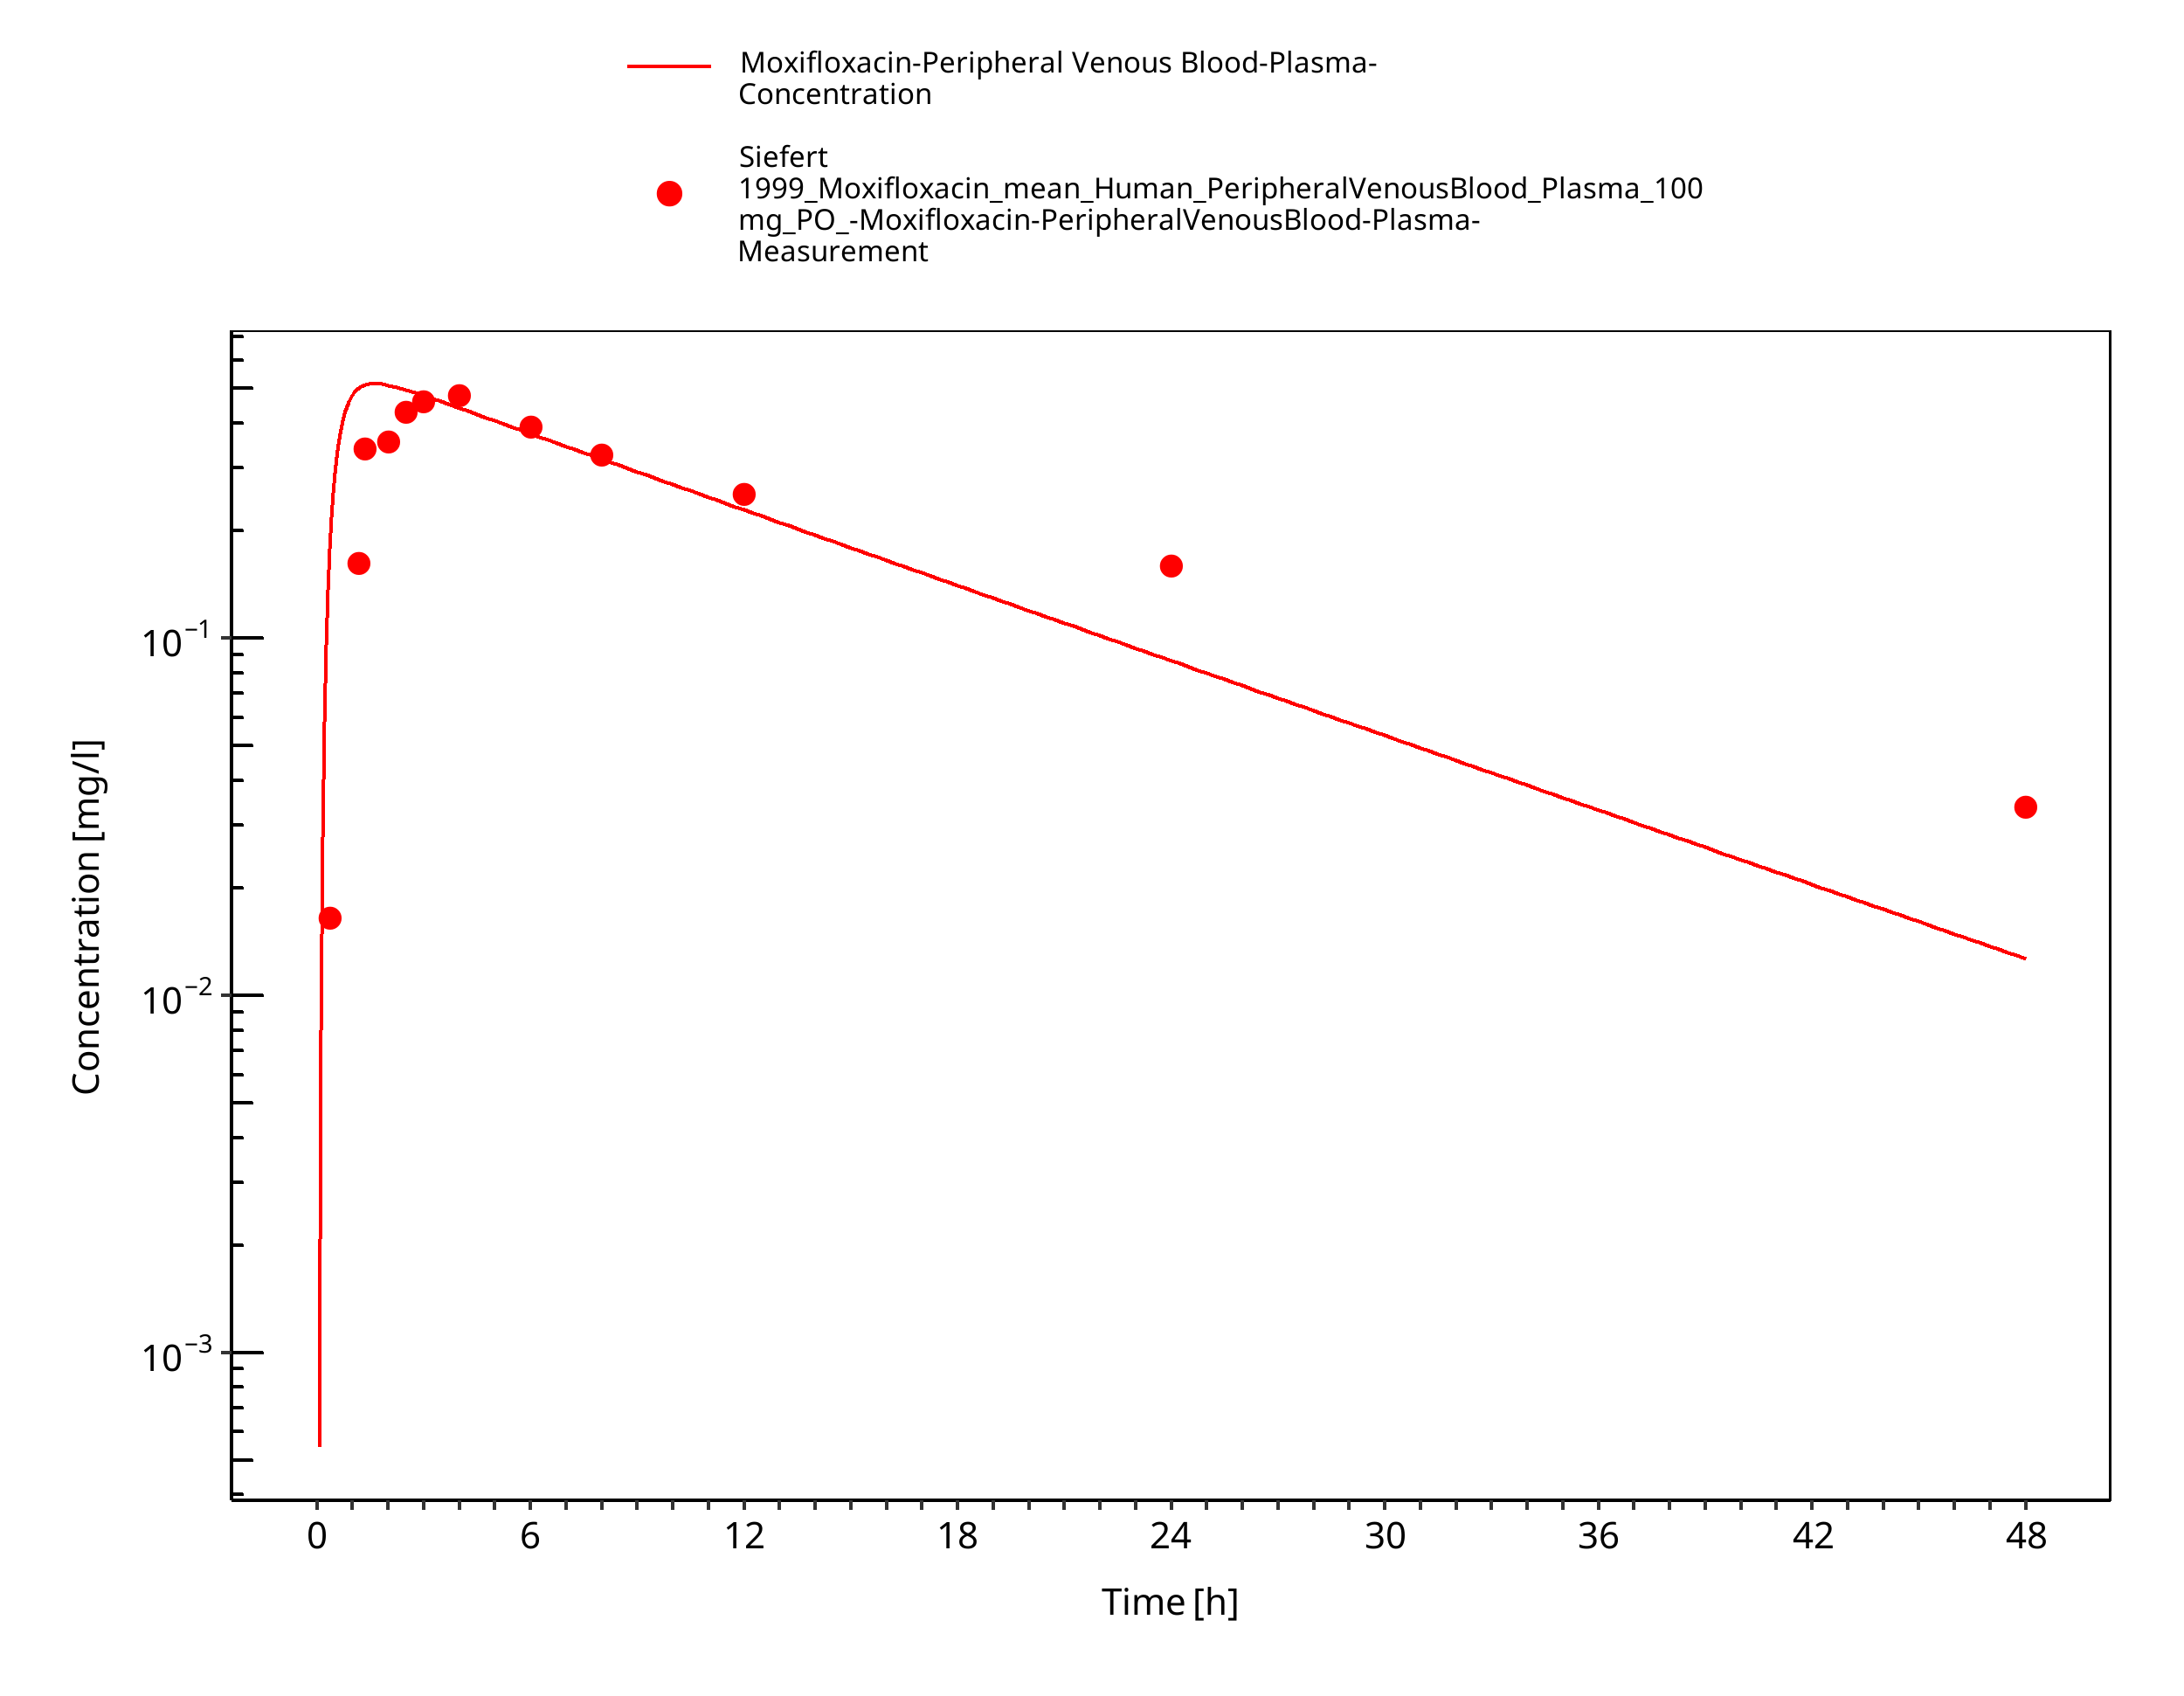 Moxifloxacin-Peripheral Venous Blood-Plasma-
Concentration
Siefert
1999_Moxifloxacin_mean_Human_PeripheralVenousBlood_Plasma_100
mg_PO_-Moxifloxacin-PeripheralVenousBlood-Plasma-
Measurement
Concentration [mg/l]
10⁻¹
10⁻²
10⁻³
0 6 12 18 24 30 36 42 48
Time [h]